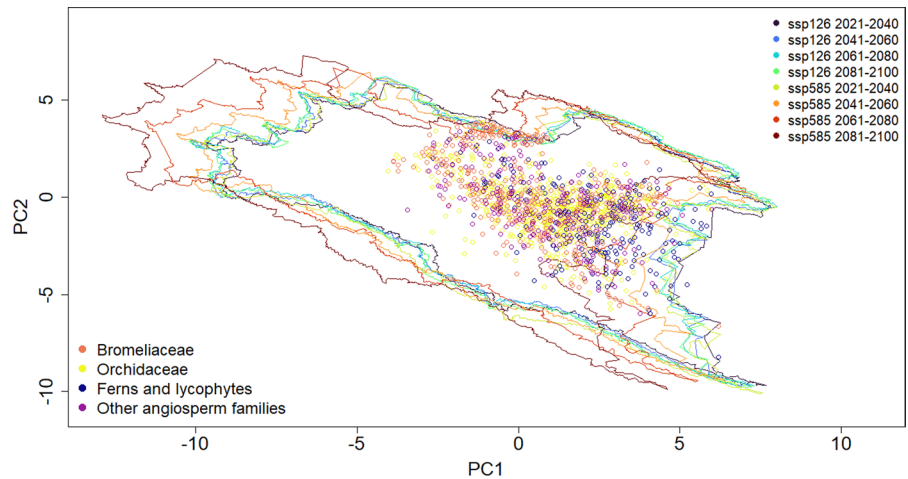 ssp126 2021-2040
ssp126 2041-2060
ssp126 2061-2080
ssp126 2081-2100
ssp585 2021-2040
ssp585 2041-2060
ssp585 2061-2080
ssp585 2081-2100
5
0
-5
-10
PC2
Bromeliaceae
Orchidaceae
Ferns and lycophytes
Other angiosperm families
-10
-5
0
5
10
PC1